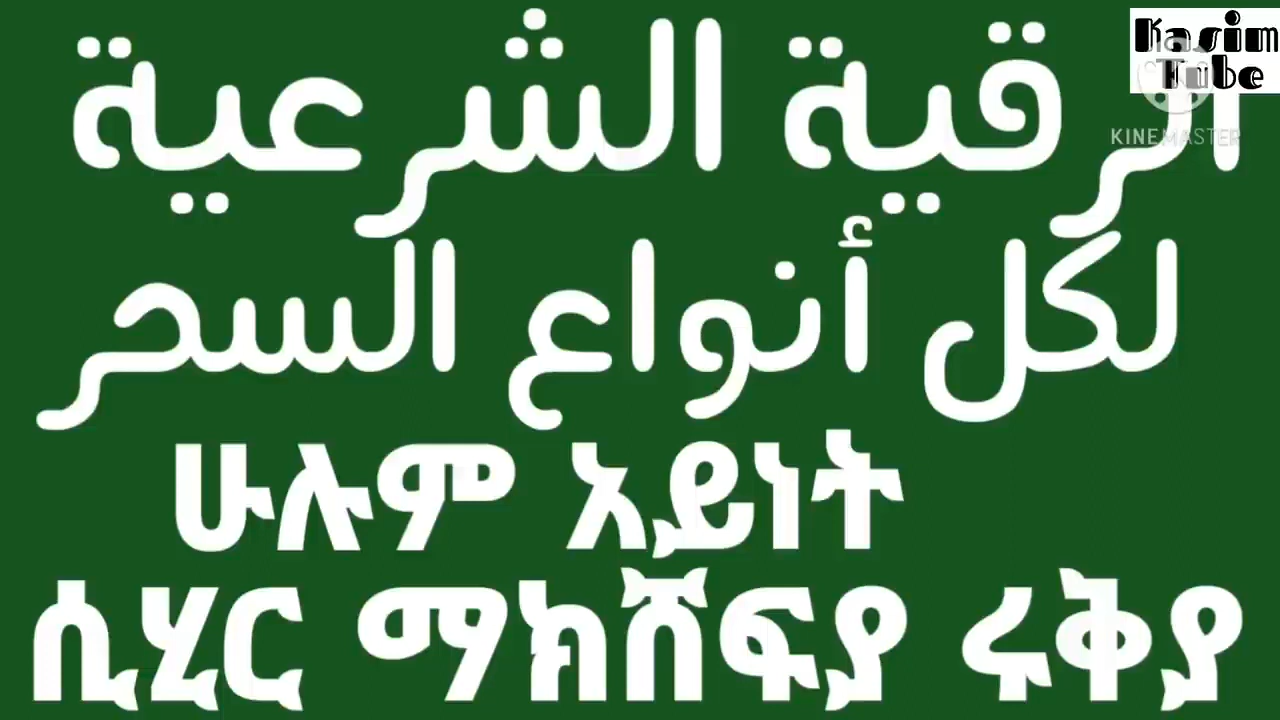 Kasim
Tube
KINEMASTER
الرقية الشرعية
لكل أنواع السحر
ሁሉም አይነት
ሲሂር ማክሸፍያ ሩቅያ